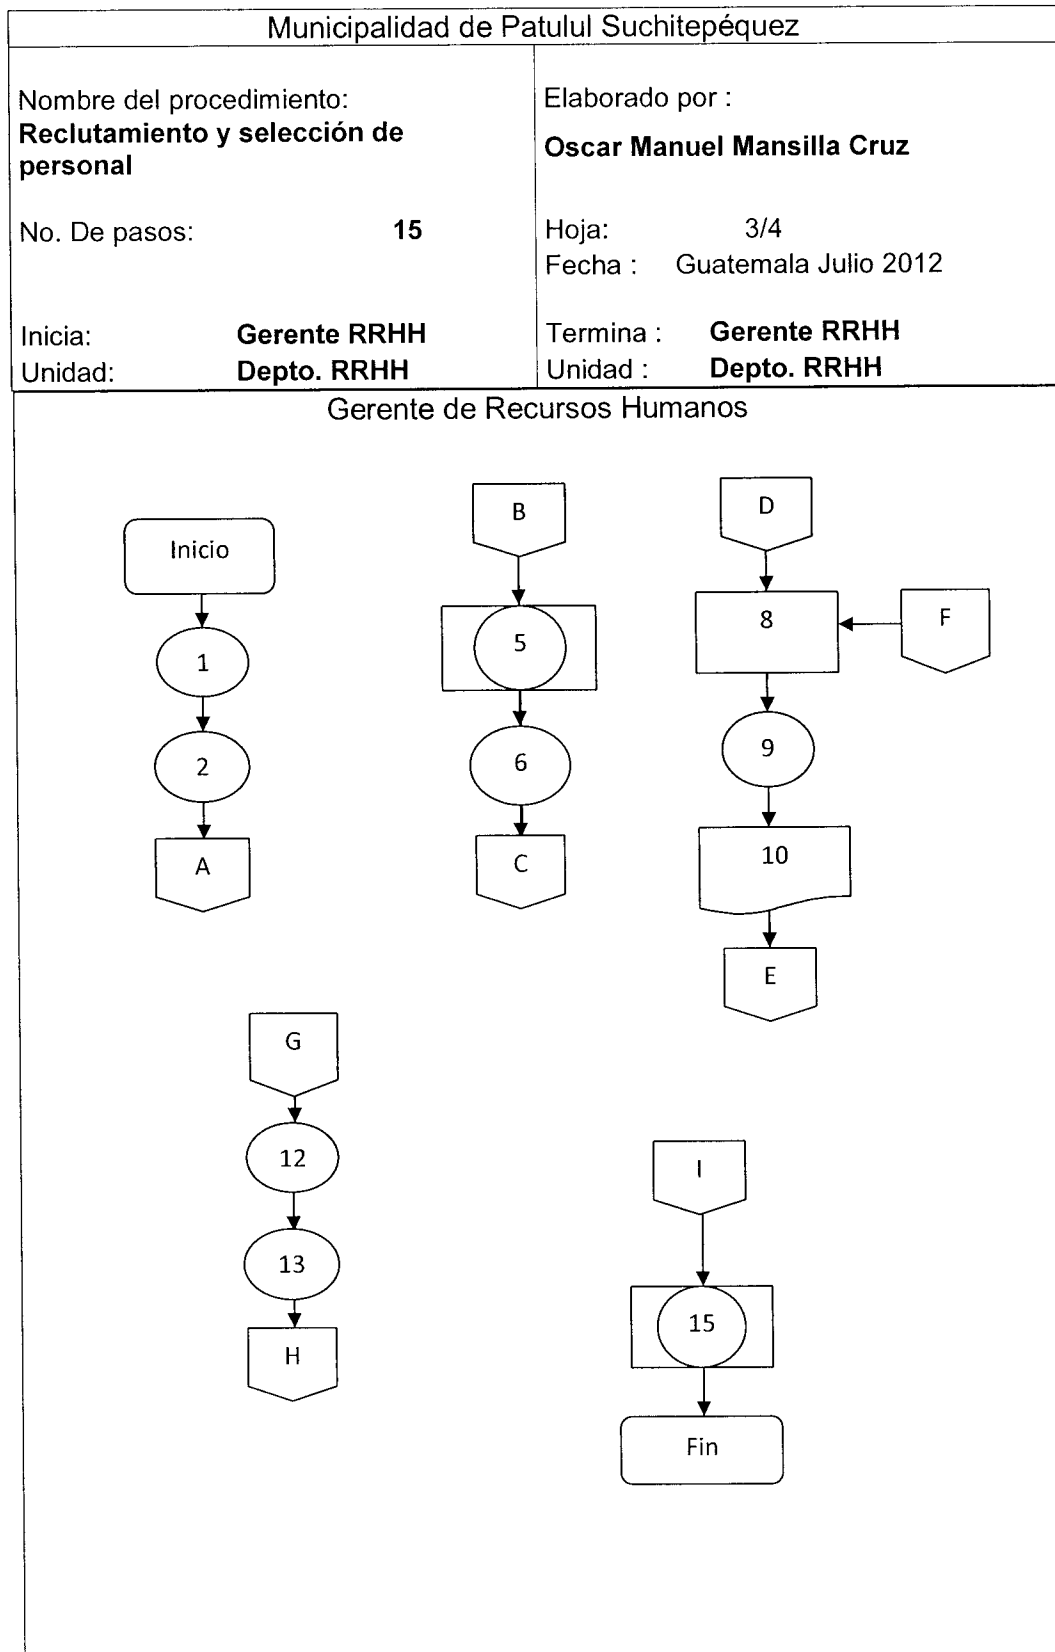 Municipalidad de Patulul Suchitepéquez
Nombre del procedimiento:
Reclutamiento y selección de
personal
No. De pasos: 15
Inicia: Gerente RRHH
Unidad: Depto. RRHH
Elaborado por :
Oscar Manuel Mansilla Cruz
Hoja: 3/4
Fecha : Guatemala Julio 2012
Termina : Gerente RRHH
Unidad : Depto. RRHH
Gerente de Recursos Humanos
Inicio
1
2
A
B
5
6
C
D
8
F
9
10
E
G
12
13
H
I
15
Fin